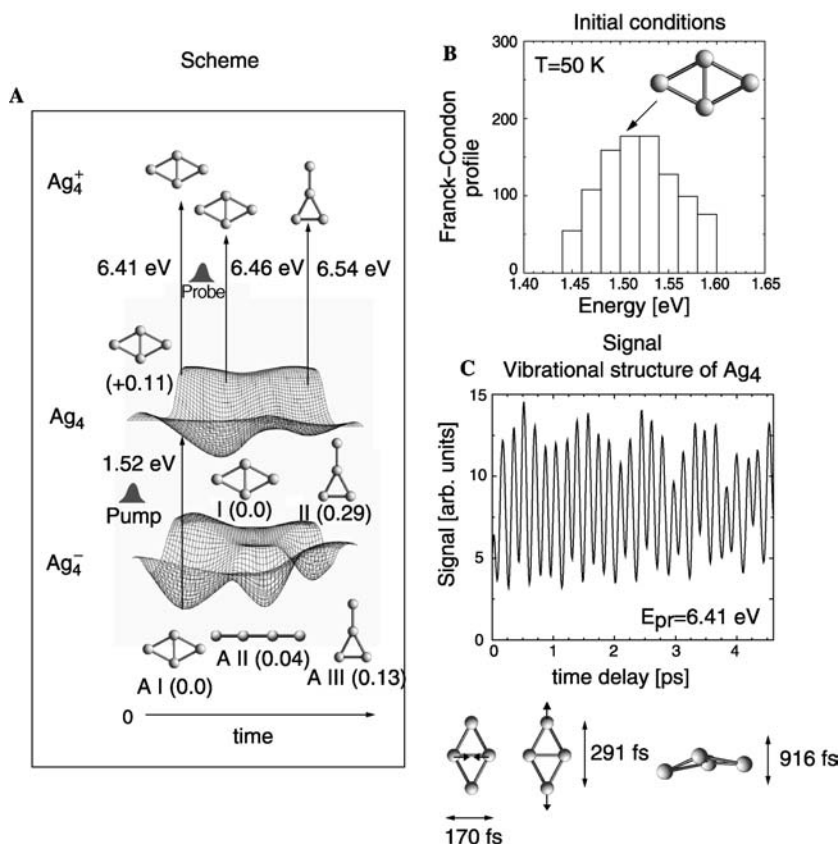 Scheme
A
Ag₄⁺
6.41 eV
6.46 eV
6.54 eV
Probe
(+0.11)
Ag₄
1.52 eV
Pump
I (0.0)
II (0.29)
Ag₄⁻
A I (0.0)
A II (0.04)
A III (0.13)
0
time
Initial conditions
B
T=50 K
300
200
100
0
Franck–Condon
profile
1.40 1.45 1.50 1.55 1.60 1.65
Energy [eV]
Signal
C
Vibrational structure of Ag₄
15
10
5
0
Signal [arb. units]
Epr=6.41 eV
0 1 2 3 4
time delay [ps]
291 fs
916 fs
170 fs